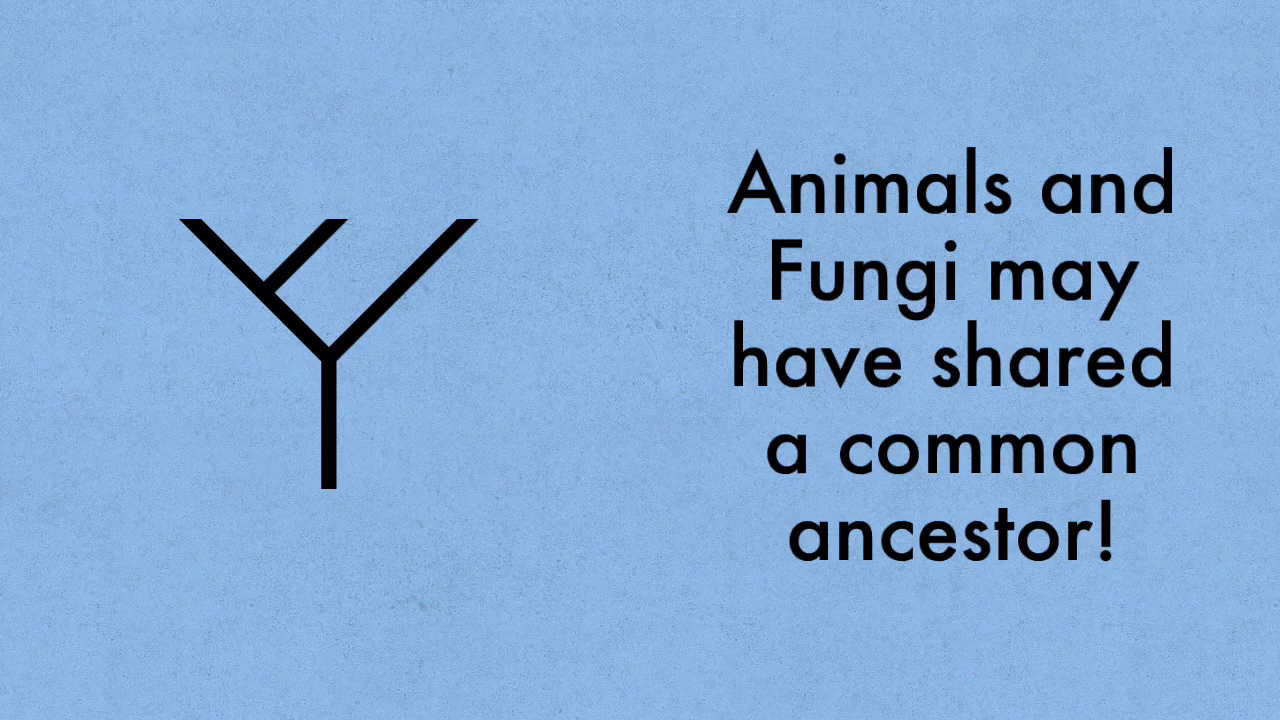 Animals and
Fungi may
have shared
a common
ancestor!